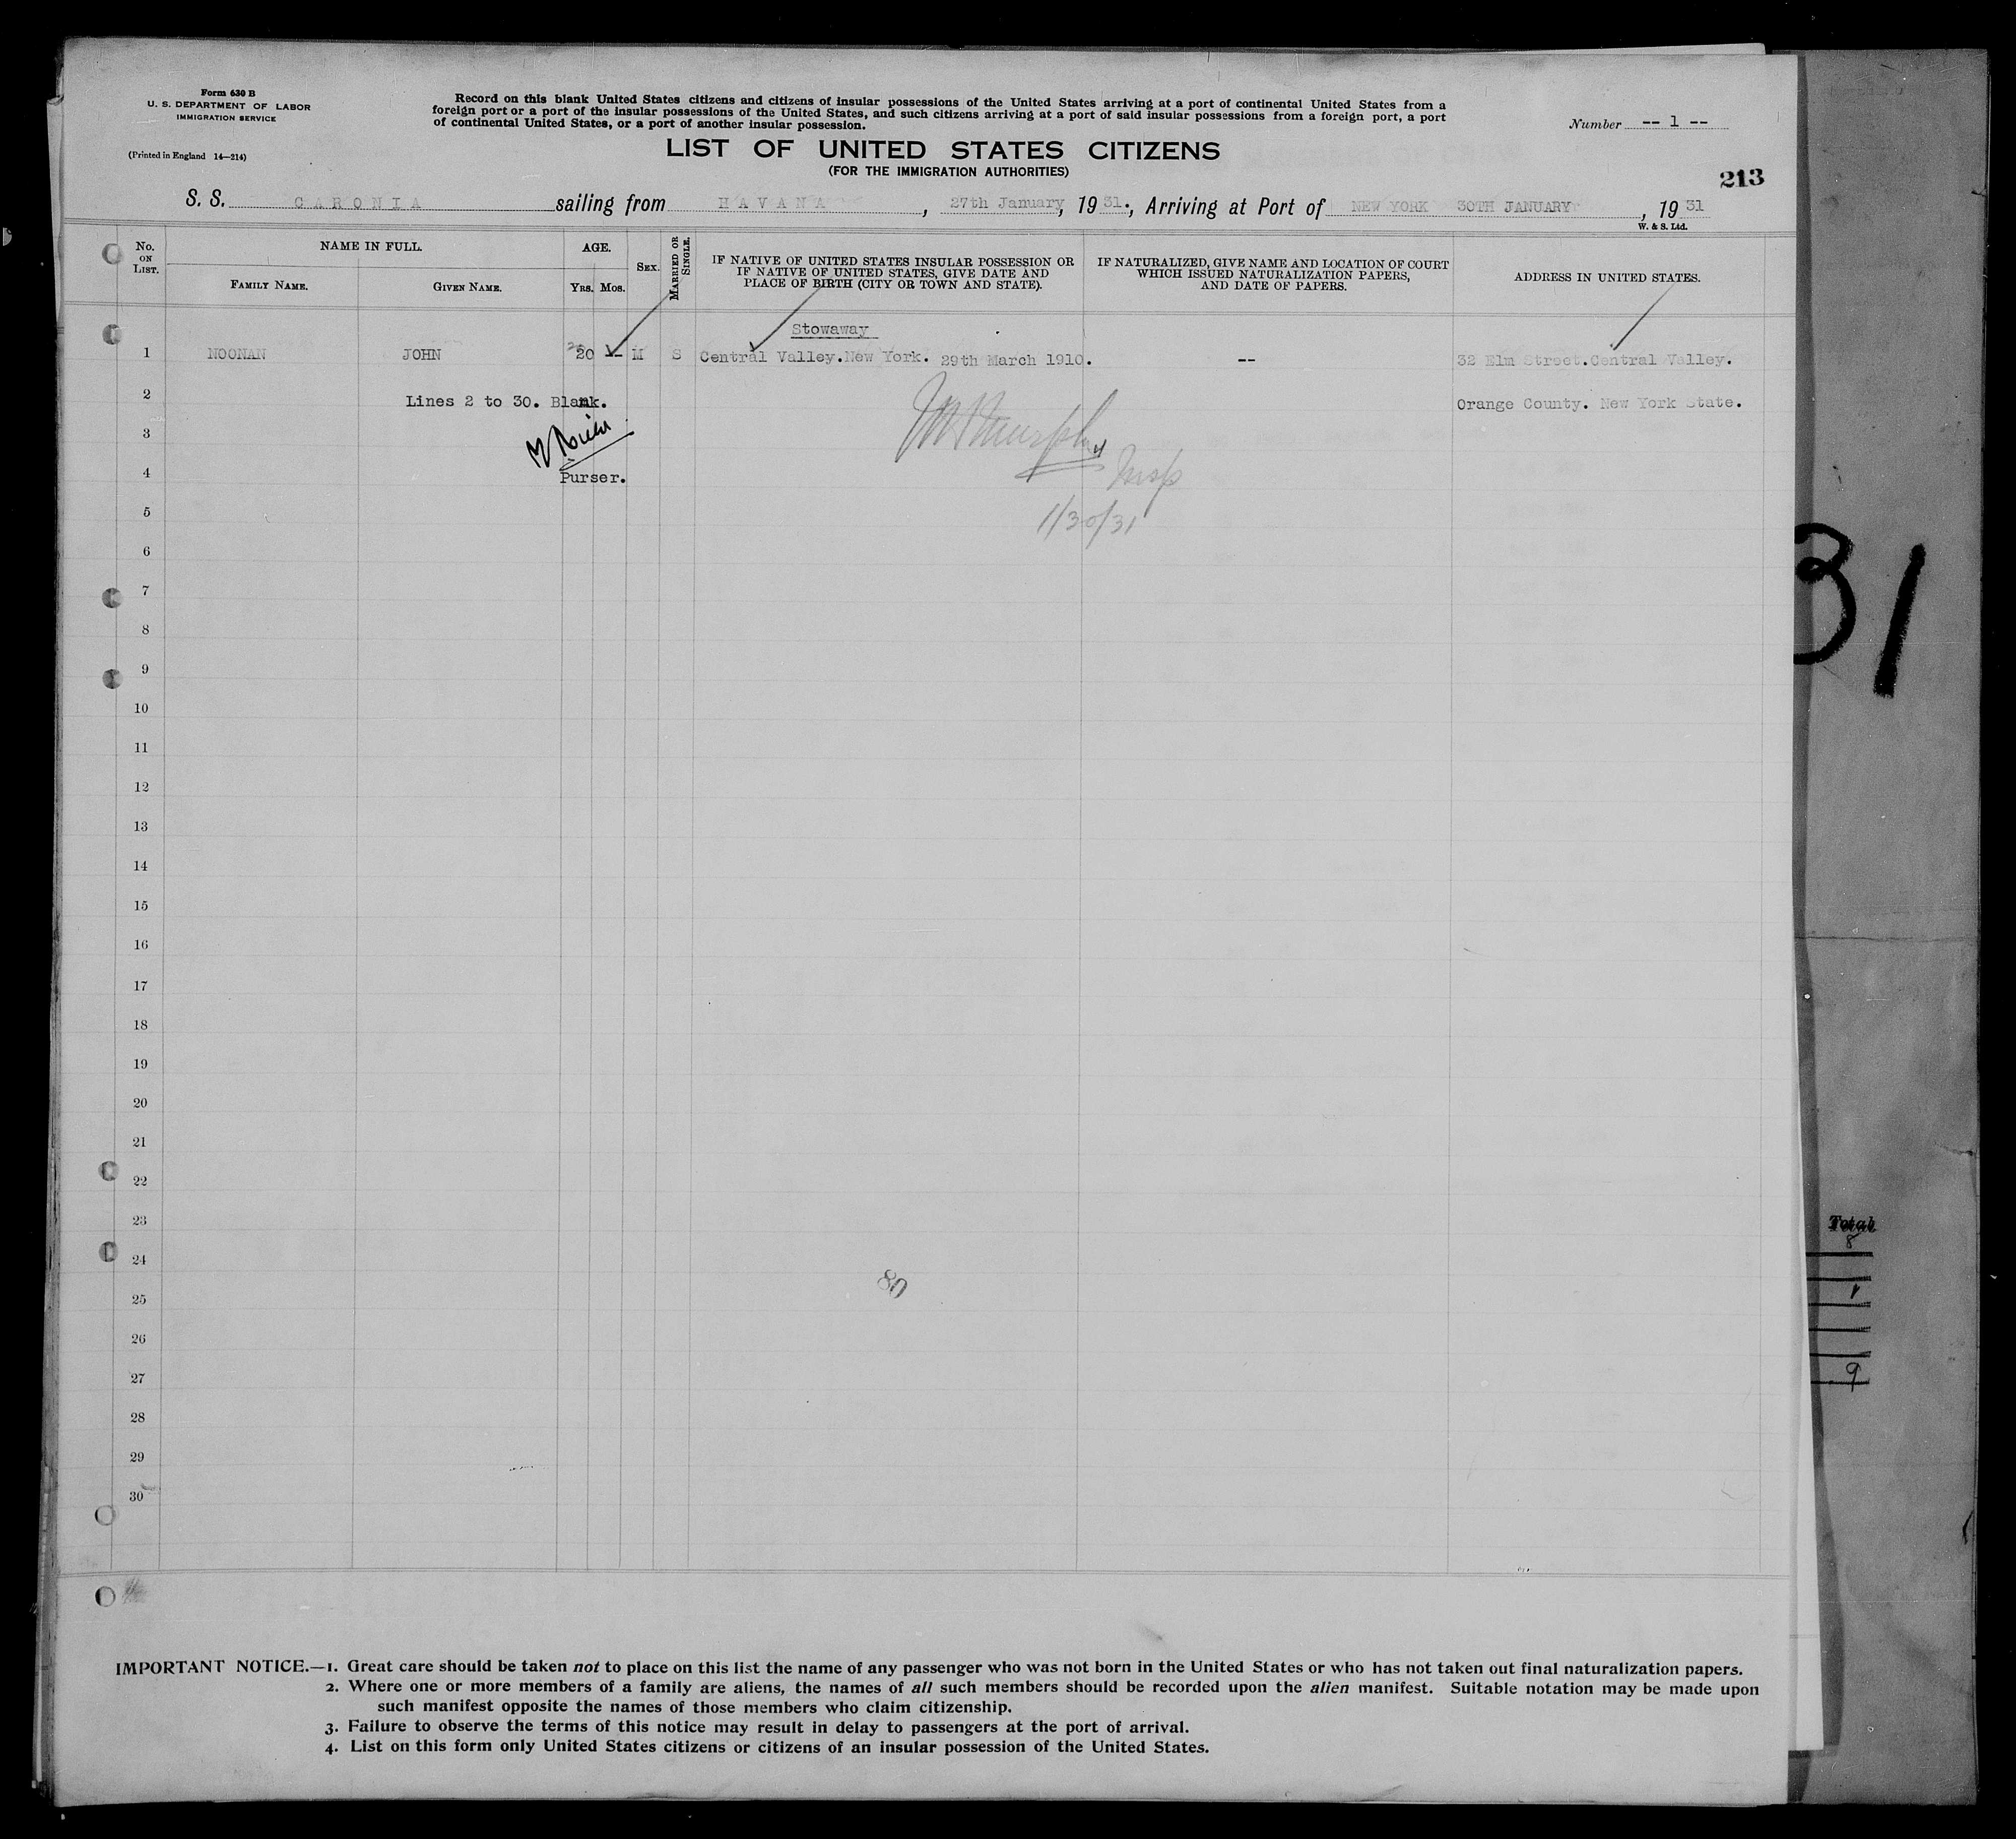 Form 630 B
U. S. DEPARTMENT OF LABOR
IMMIGRATION SERVICE
(Printed in England 14—214)
Record on this blank United States citizens and citizens of insular possessions of the United States arriving at a port of continental United States from a
foreign port or a port of the insular possessions of the United States, and such citizens arriving at a port of said insular possessions from a foreign port, a port
of continental United States, or a port of another insular possession.
Number -- 1 --
LIST OF UNITED STATES CITIZENS
(FOR THE IMMIGRATION AUTHORITIES)
213
S. S. CARONIA sailing from HAVANA, 27th January, 1931., Arriving at Port of NEW YORK 30TH JANUARY, 1931
W. & S. Ltd.
No. ON LIST.
NAME IN FULL.
FAMILY NAME.
GIVEN NAME.
AGE.
YRS. MOS.
SEX.
MARRIED OR SINGLE.
IF NATIVE OF UNITED STATES INSULAR POSSESSION OR
IF NATIVE OF UNITED STATES, GIVE DATE AND
PLACE OF BIRTH (CITY OR TOWN AND STATE).
IF NATURALIZED, GIVE NAME AND LOCATION OF COURT
WHICH ISSUED NATURALIZATION PAPERS,
AND DATE OF PAPERS.
ADDRESS IN UNITED STATES.
Stowaway
1 NOONAN JOHN 20 -- M S Central Valley.New York. 29th March 1910. -- 32 Elm Street.Central Valley.
2 Lines 2 to 30. Blank. Orange County. New York State.
3
4 Purser.
Murphy
Insp
1/30/31
5
6
7
8
9
10
11
12
13
14
15
16
17
18
19
20
21
22
23
24
80
25
26
27
28
29
30
31
Total
8
1
9
IMPORTANT NOTICE.—1. Great care should be taken not to place on this list the name of any passenger who was not born in the United States or who has not taken out final naturalization papers.
2. Where one or more members of a family are aliens, the names of all such members should be recorded upon the alien manifest. Suitable notation may be made upon
such manifest opposite the names of those members who claim citizenship.
3. Failure to observe the terms of this notice may result in delay to passengers at the port of arrival.
4. List on this form only United States citizens or citizens of an insular possession of the United States.